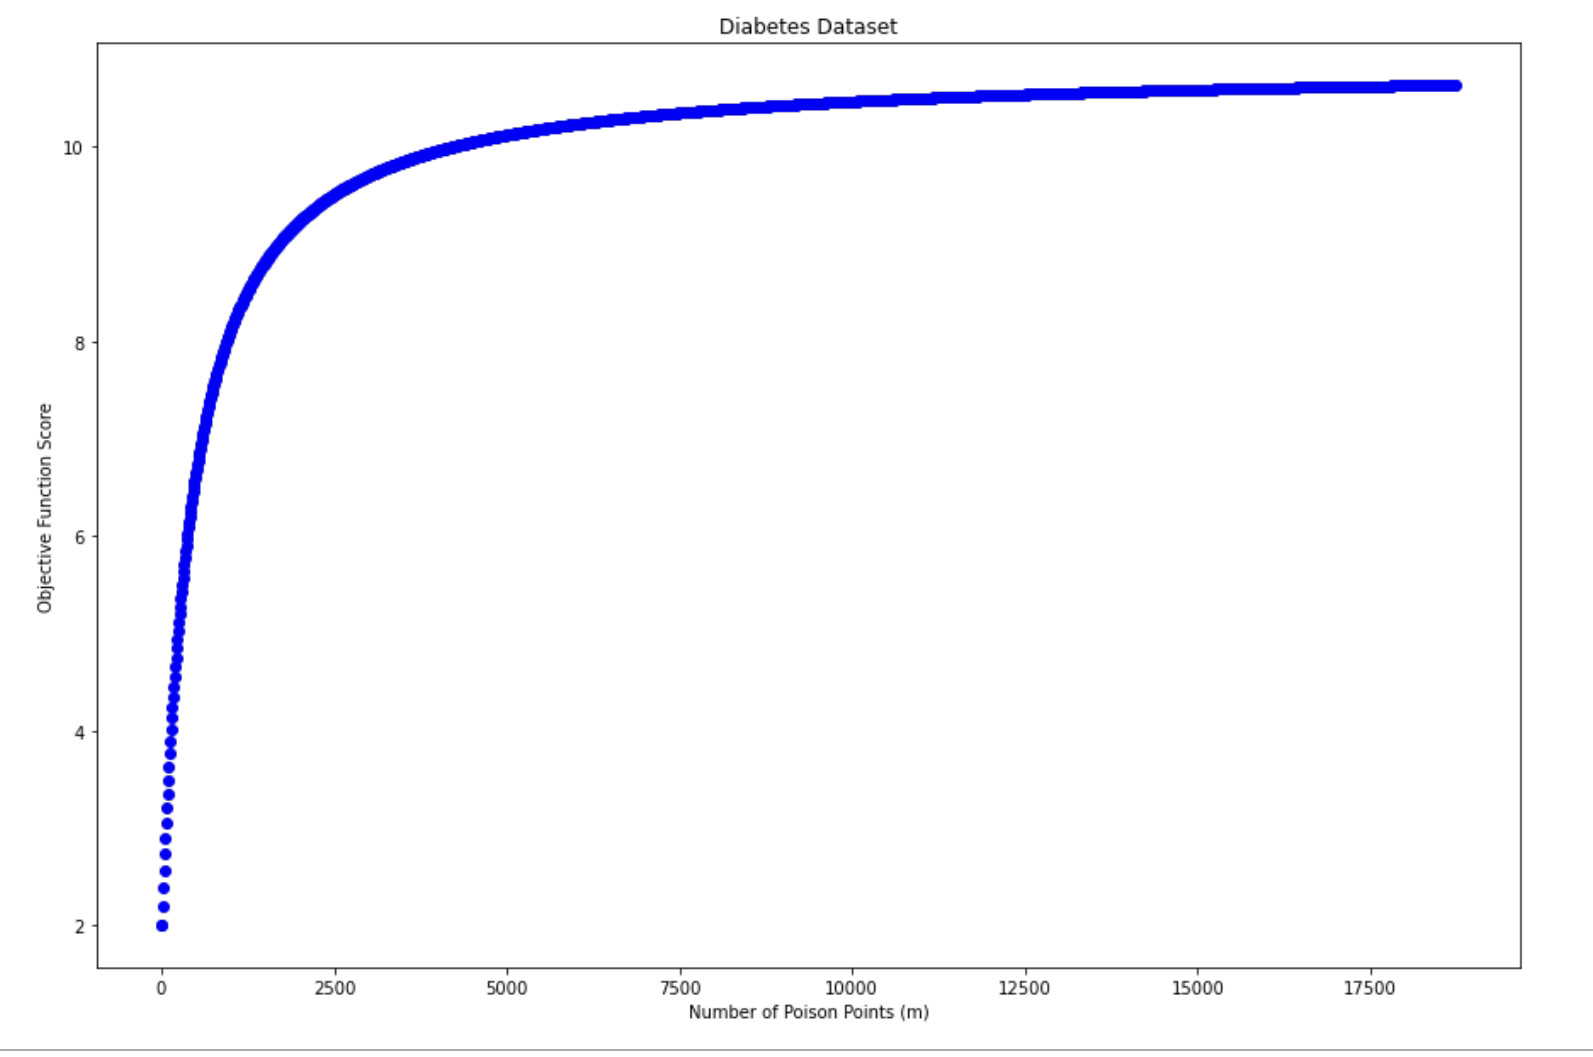 Diabetes Dataset
10
8
6
4
2
Objective Function Score
0 2500 5000 7500 10000 12500 15000 17500
Number of Poison Points (m)